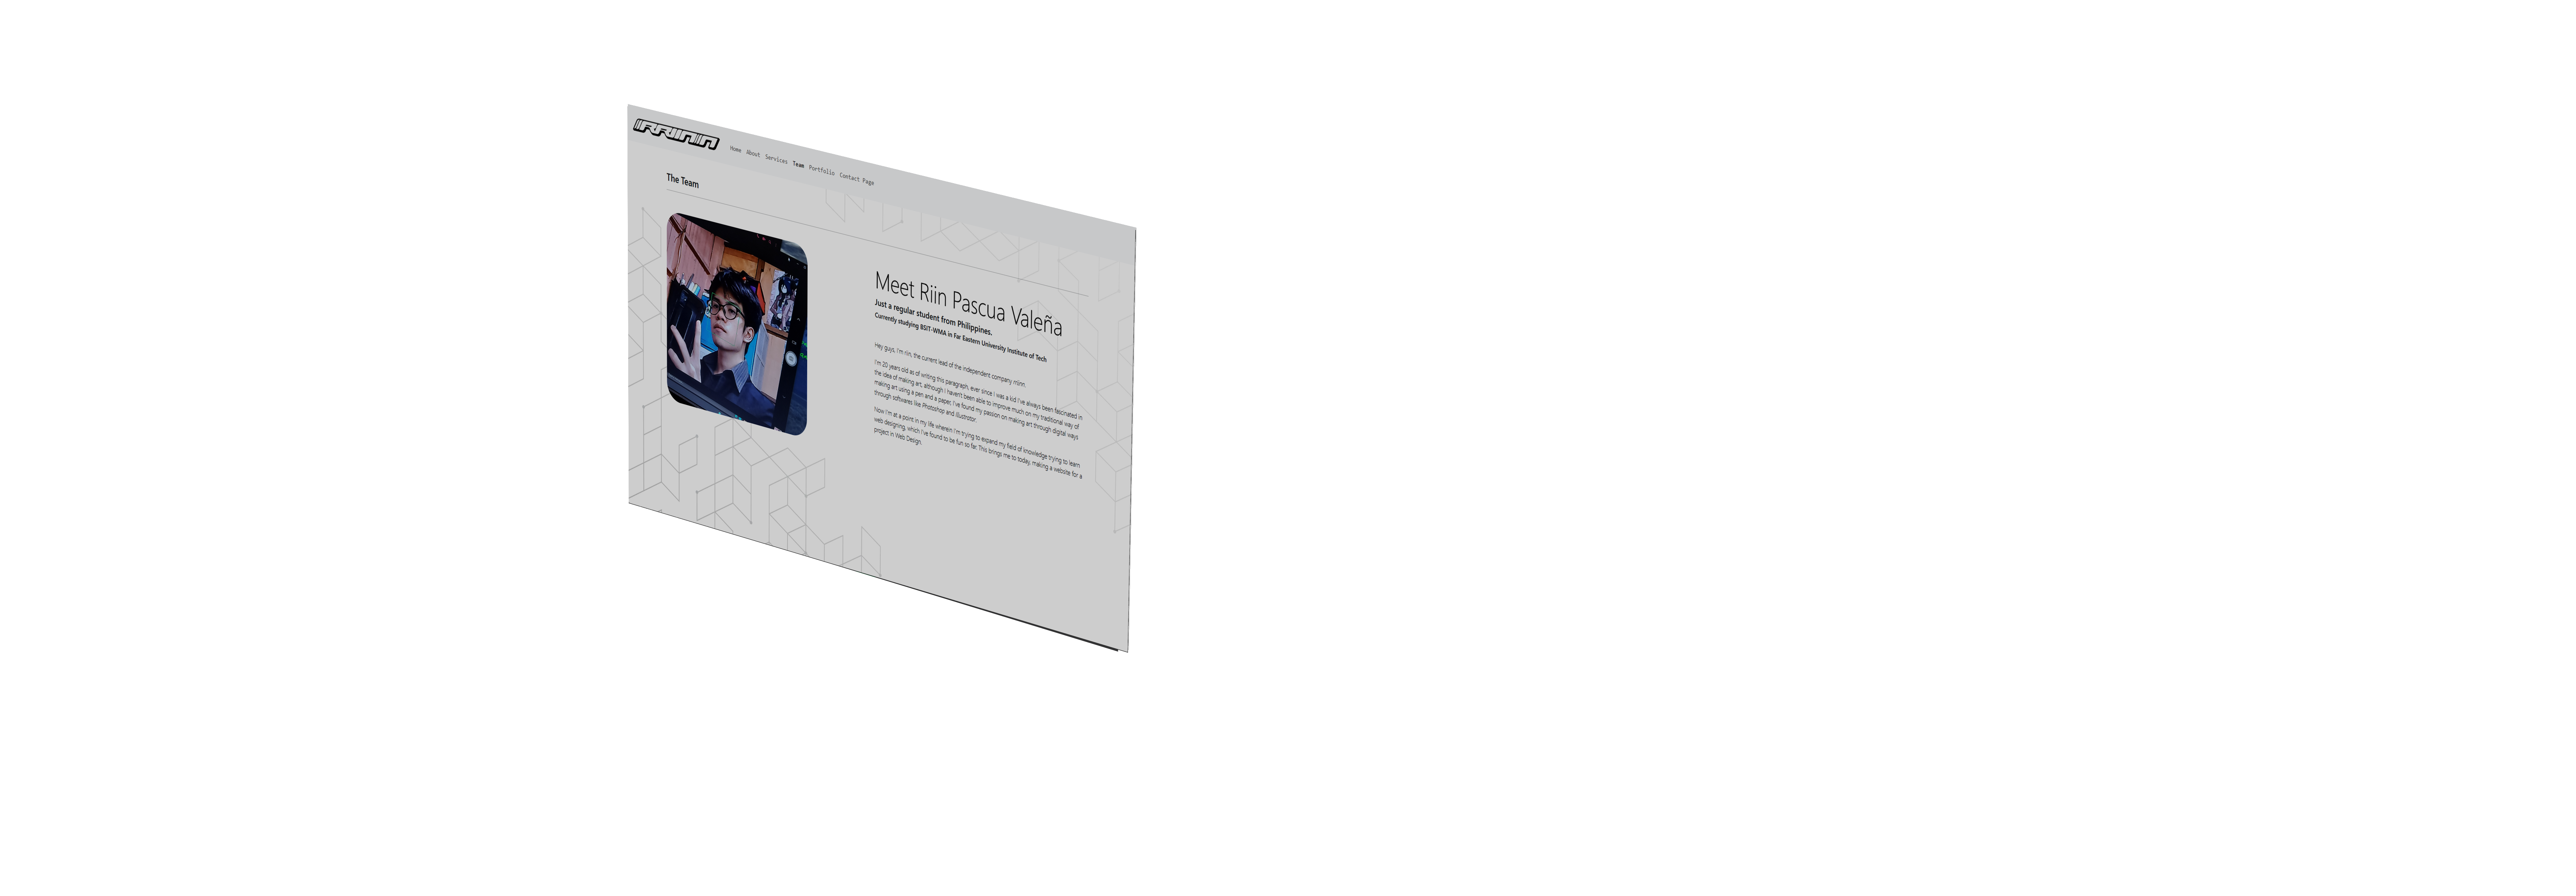 Home About Services Team Portfolio Contact Page
The Team
Meet Riin Pascua Valeña
Just a regular student from Philippines.
Currently studying BSIT-WMA in Far Eastern University Institute of Tech
Hey guys, I'm riin, the current lead of the independent company
I'm 20 years old as of writing this paragraph, ever since I was a kid I've always been fascinated in
the idea of making art, although I haven't been able to improve much on my traditional way of
making art using a pen and a paper, I've found my passion on making art through digital ways
through softwares like Photoshop and Illustrator.
Now I'm at a point in my life wherein I'm trying to expand my field of knowledge trying to learn
web designing, which I've found to be fun so far. This brings me to today, making a website for a
project in Web Design